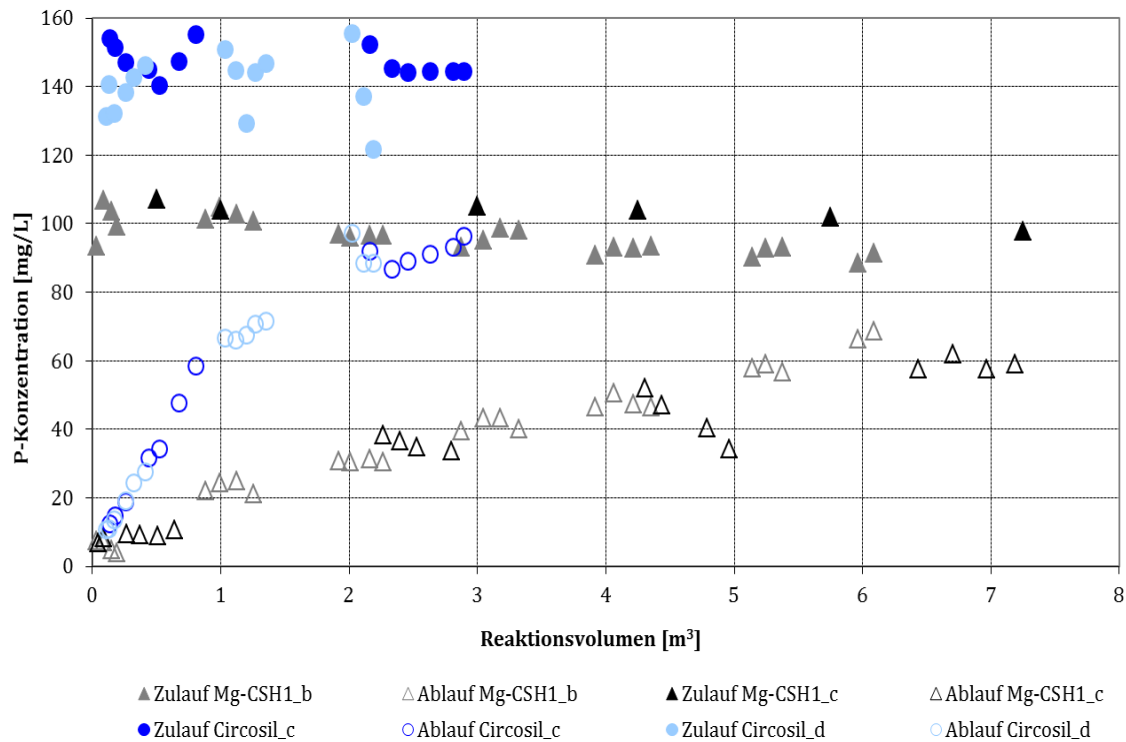 160
140
120
100
80
60
40
20
0
P-Konzentration [mg/L]
0 1 2 3 4 5 6 7 8
Reaktionsvolumen [m³]
Zulauf Mg-CSH1_b Ablauf Mg-CSH1_b Zulauf Mg-CSH1_c Ablauf Mg-CSH1_c
Zulauf Circosil_c Ablauf Circosil_c Zulauf Circosil_d Ablauf Circosil_d